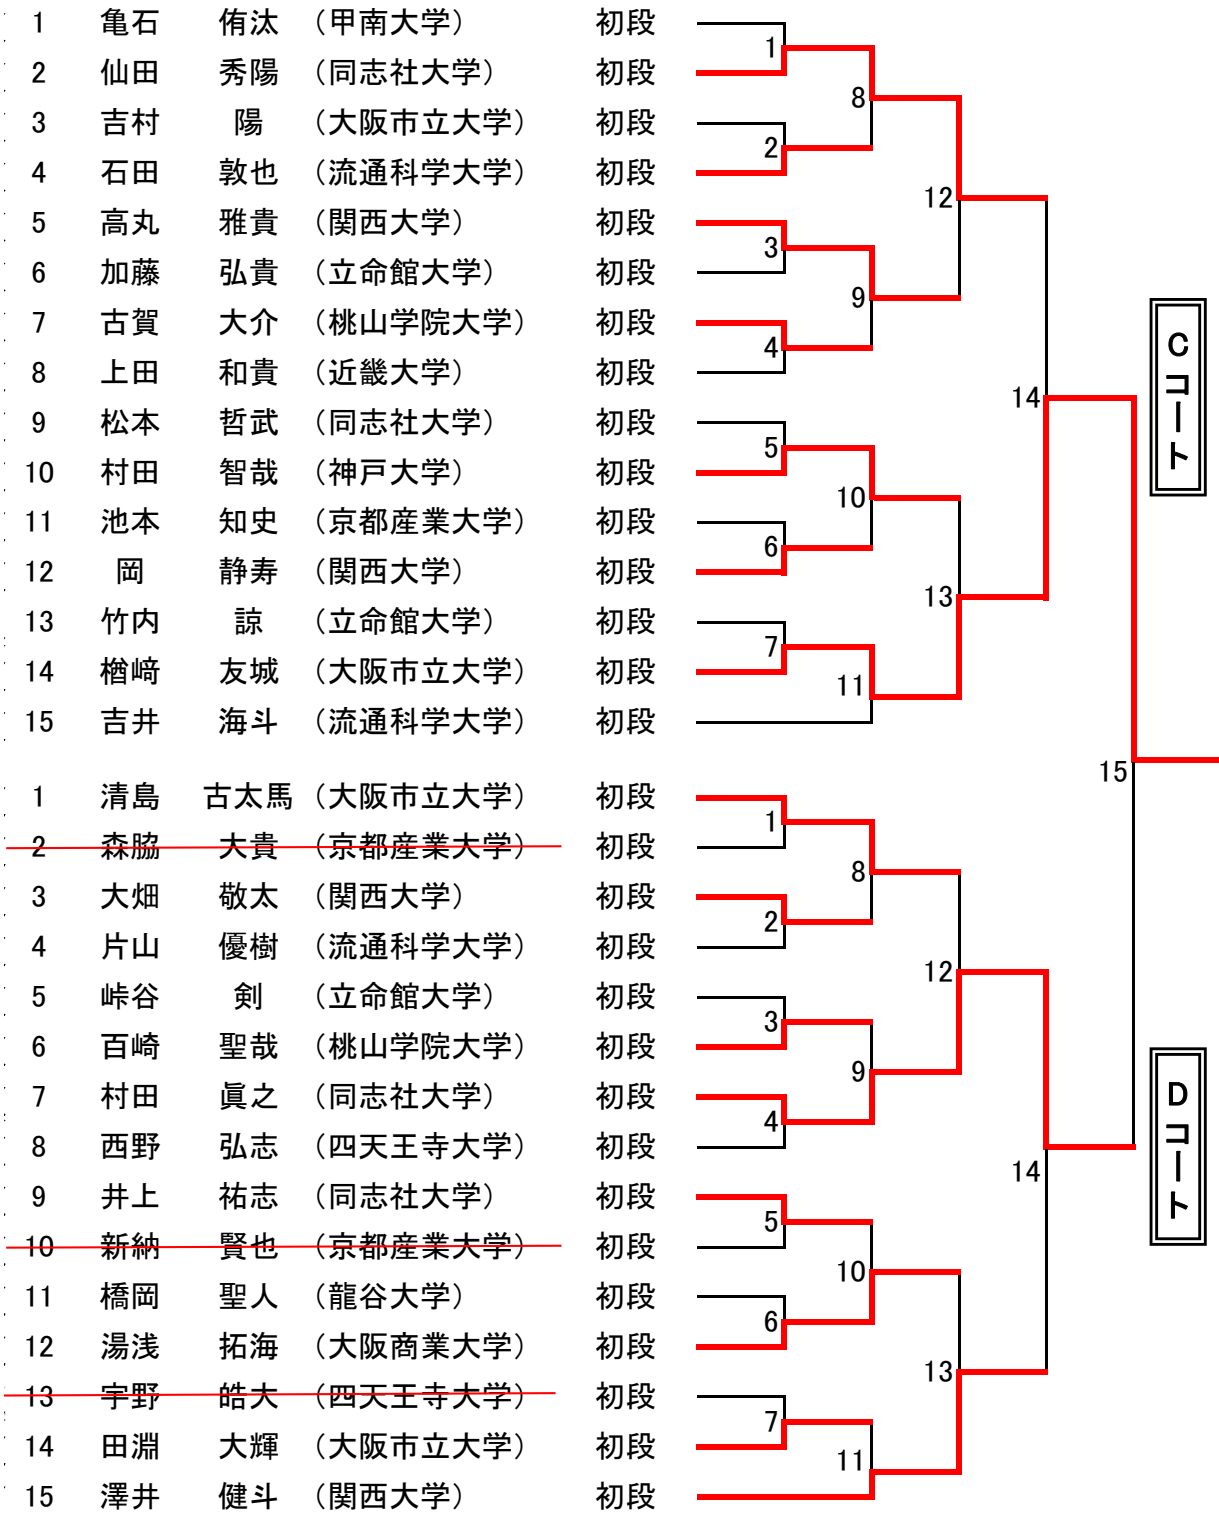 1 亀石 侑汰 （甲南大学） 初段
1
2 仙田 秀陽 （同志社大学） 初段
8
3 吉村 陽 （大阪市立大学） 初段
2
4 石田 敦也 （流通科学大学） 初段
12
5 高丸 雅貴 （関西大学） 初段
3
6 加藤 弘貴 （立命館大学） 初段
9
7 古賀 大介 （桃山学院大学） 初段
4
8 上田 和貴 （近畿大学） 初段
Cコート
14
9 松本 哲武 （同志社大学） 初段
5
10 村田 智哉 （神戸大学） 初段
10
11 池本 知史 （京都産業大学） 初段
6
12 岡 静寿 （関西大学） 初段
13
13 竹内 諒 （立命館大学） 初段
7
14 楢﨑 友城 （大阪市立大学） 初段
11
15 吉井 海斗 （流通科学大学） 初段
15
1 清島 古太馬 （大阪市立大学） 初段
1
2 森脇 大貴 （京都産業大学） 初段
8
3 大畑 敬太 （関西大学） 初段
2
4 片山 優樹 （流通科学大学） 初段
12
5 峠谷 剣 （立命館大学） 初段
3
6 百崎 聖哉 （桃山学院大学） 初段
9
7 村田 眞之 （同志社大学） 初段
4
8 西野 弘志 （四天王寺大学） 初段
Dコート
14
9 井上 祐志 （同志社大学） 初段
5
10 新納 賢也 （京都産業大学） 初段
10
11 橋岡 聖人 （龍谷大学） 初段
6
12 湯浅 拓海 （大阪商業大学） 初段
13
13 宇野 皓大 （四天王寺大学） 初段
7
14 田淵 大輝 （大阪市立大学） 初段
11
15 澤井 健斗 （関西大学） 初段